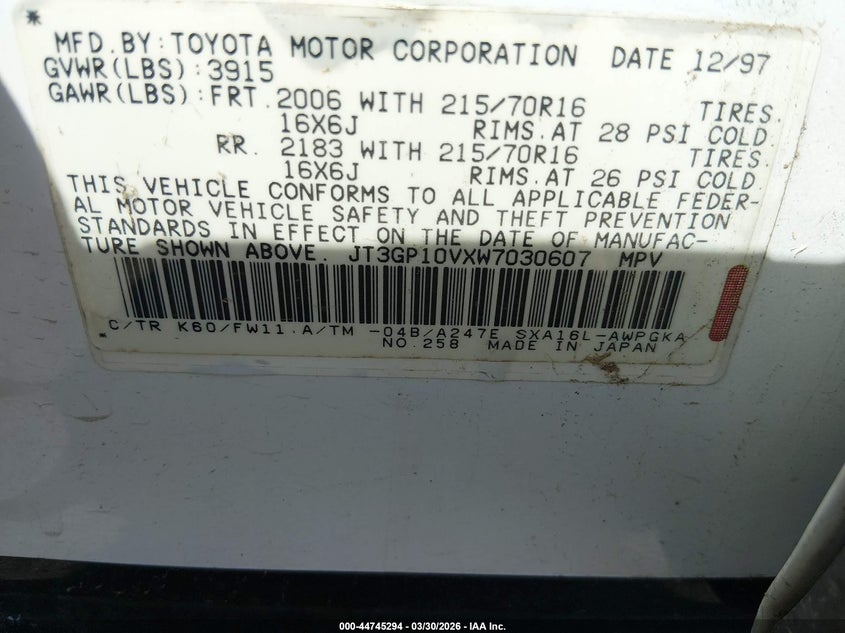 MFD.BY:TOYOTA MOTOR CORPORATION DATE 12/97
GVWR(LBS):3915
GAWR(LBS):FRT.2006 WITH 215/70R16 TIRES.
16X6J RIMS.AT 28 PSI COLD.
RR. 2183 WITH 215/70R16 TIRES.
16X6J RIMS.AT 26 PSI COLD
THIS VEHICLE CONFORMS TO ALL APPLICABLE FEDER-
AL MOTOR VEHICLE SAFETY AND THEFT PREVENTION
STANDARDS IN EFFECT ON THE DATE OF MANUFAC-
TURE SHOWN ABOVE. JT3GP10VXW7030607 MPV
C/TR K60/FW11.A/TM -04B/A247E SXA16L-AWPGKA
NO.258 MADE IN JAPAN
000-44745294 - 03/30/2026 - IAA Inc.